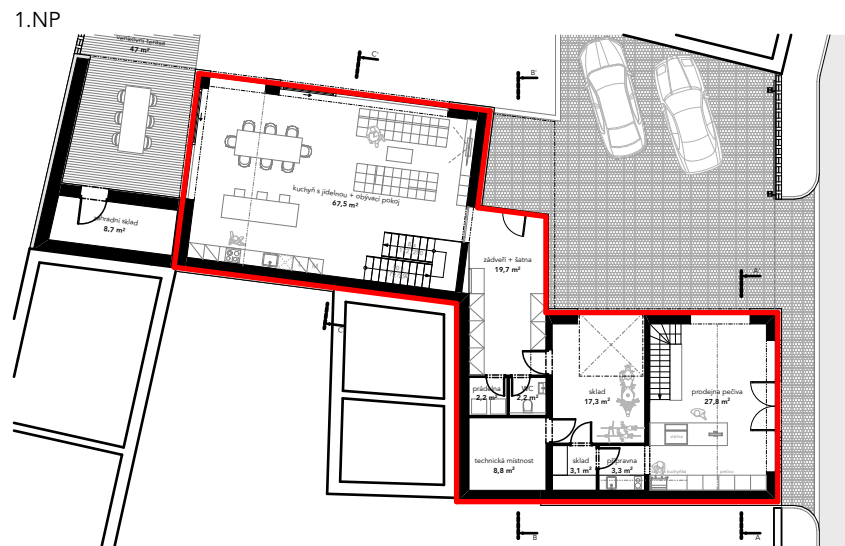 1.NP
venkovní terasa
47 m²
C'
B'
kuchyň s jídelnou + obývací pokoj
67,5 m²
zahradní sklad
8,7 m²
zádveří + šatna
19,7 m²
A'
C
prádelna
2,2 m²
WC
2,2 m²
sklad
17,3 m²
prodejna pečiva
27,8 m²
technická místnost
8,8 m²
sklad
3,1 m²
přípravna
3,3 m²
kuchyňka
pečivo
B
A